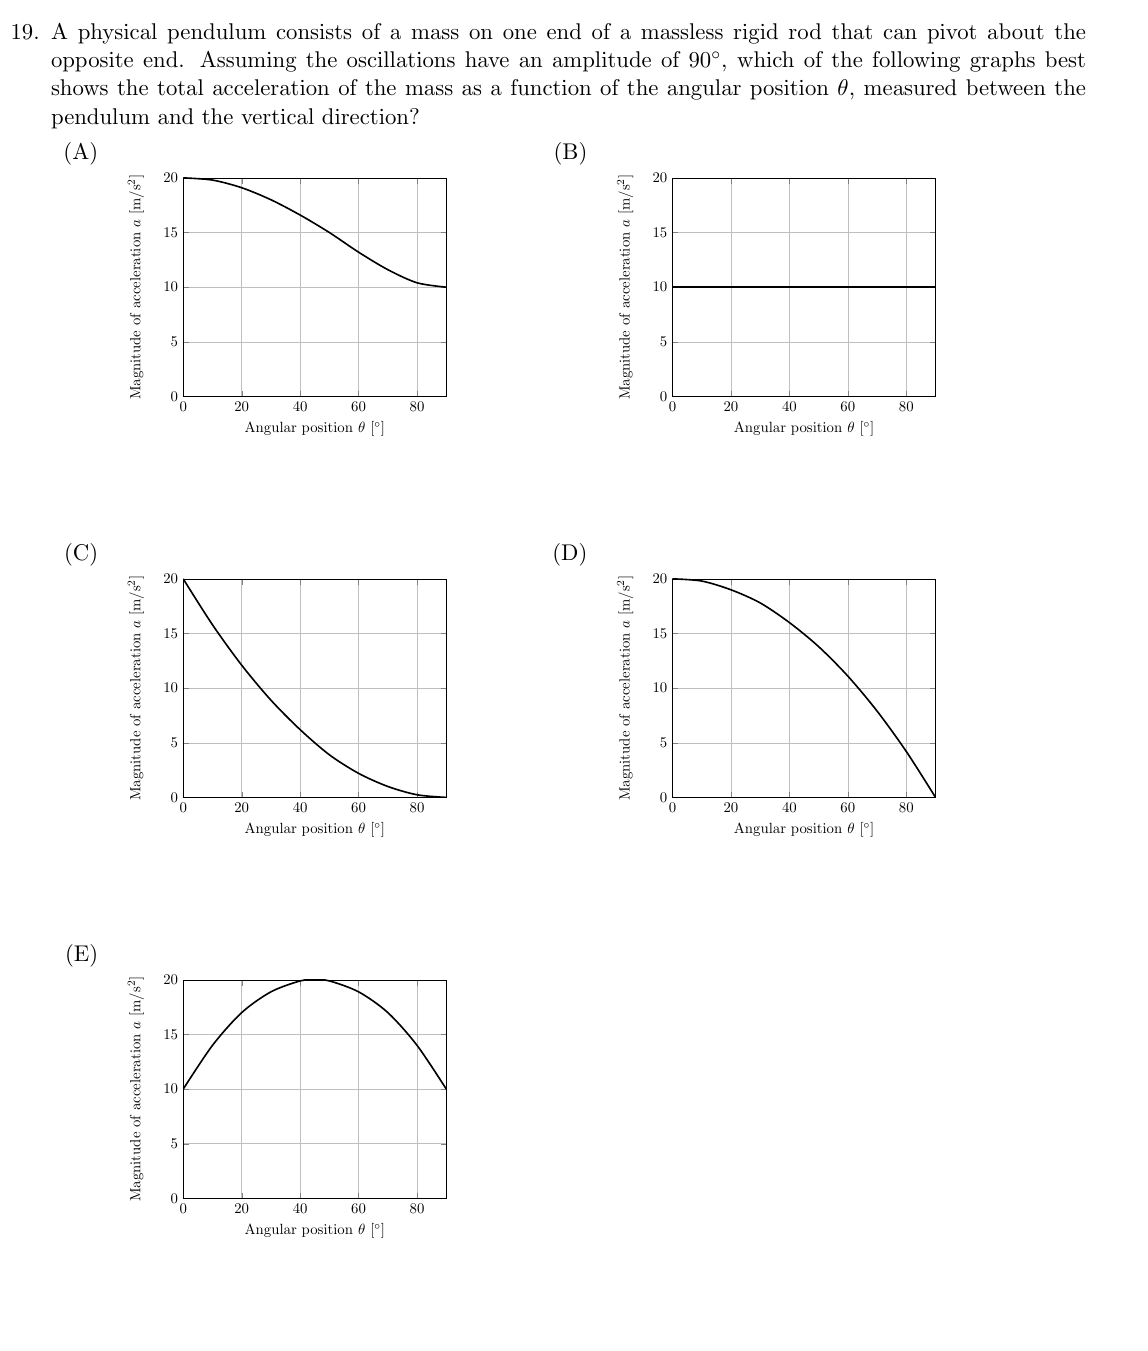 19. A physical pendulum consists of a mass on one end of a massless rigid rod that can pivot about the
opposite end. Assuming the oscillations have an amplitude of 90°, which of the following graphs best
shows the total acceleration of the mass as a function of the angular position θ, measured between the
pendulum and the vertical direction?
(A)
Magnitude of acceleration a [m/s²]
20
15
10
5
0
0 20 40 60 80
Angular position θ [°]
(B)
Magnitude of acceleration a [m/s²]
20
15
10
5
0
0 20 40 60 80
Angular position θ [°]
(C)
Magnitude of acceleration a [m/s²]
20
15
10
5
0
0 20 40 60 80
Angular position θ [°]
(D)
Magnitude of acceleration a [m/s²]
20
15
10
5
0
0 20 40 60 80
Angular position θ [°]
(E)
Magnitude of acceleration a [m/s²]
20
15
10
5
0
0 20 40 60 80
Angular position θ [°]